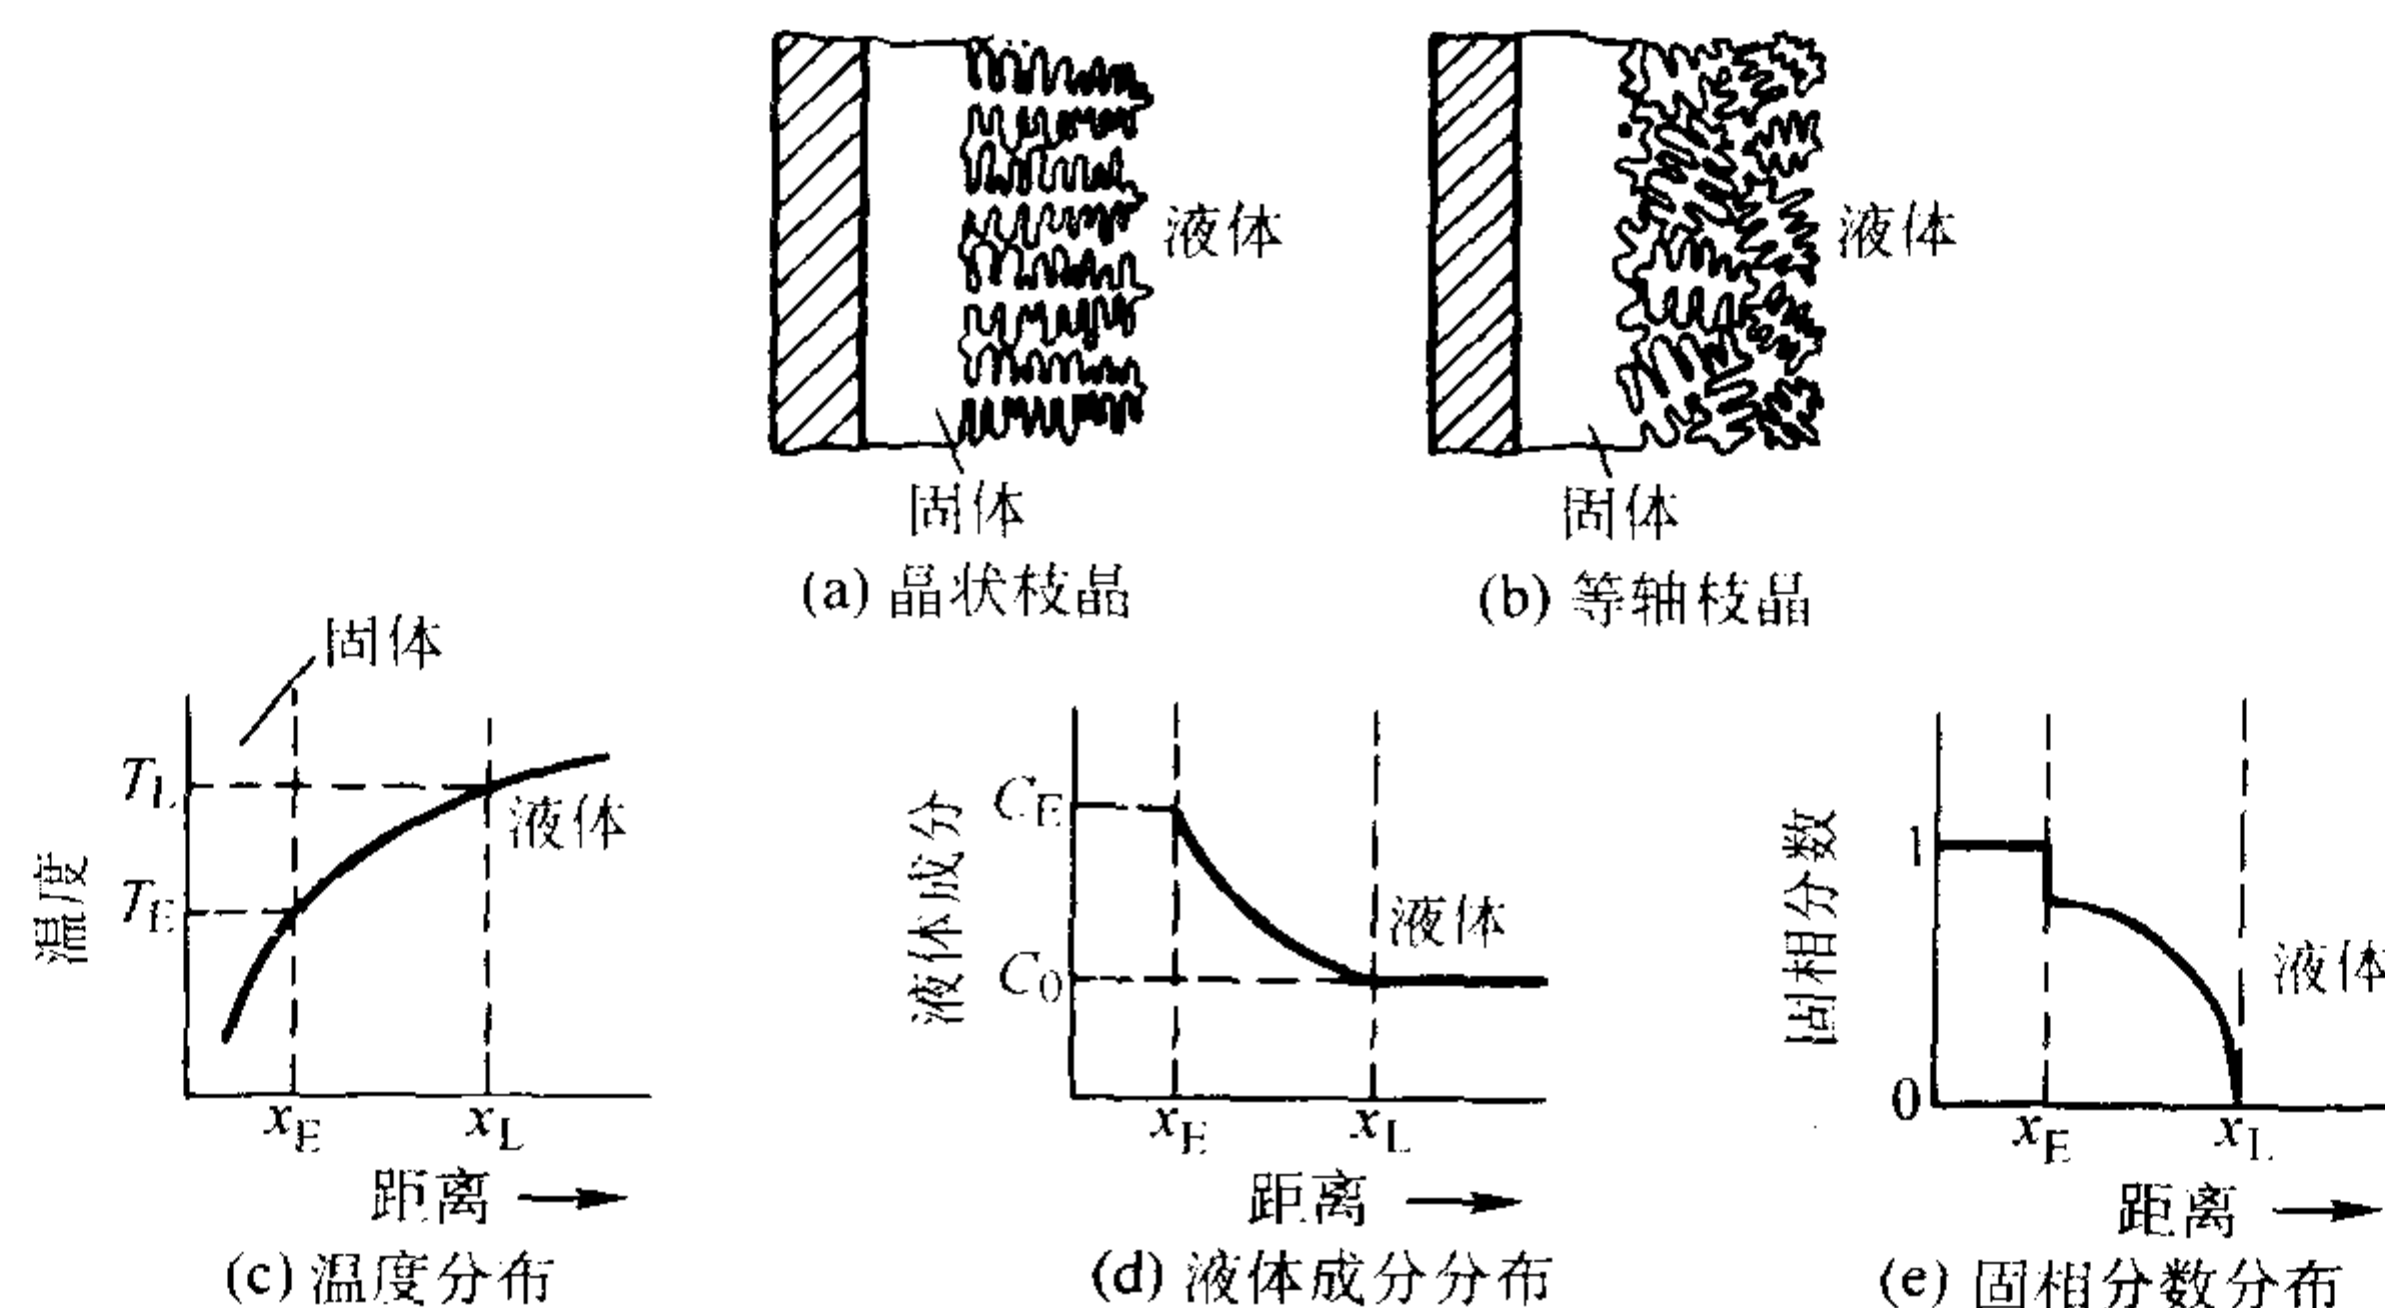 液体
液体
固体
固体
(a) 晶状枝晶
(b) 等轴枝晶
固体
T_L
T_E
温度
液体
x_E
x_L
距离
(c) 温度分布
液体成分
C_E
C_0
液体
x_E
x_L
距离
(d) 液体成分分布
固相分数
1
0
液体
x_E
x_L
距离
(e) 固相分数分布